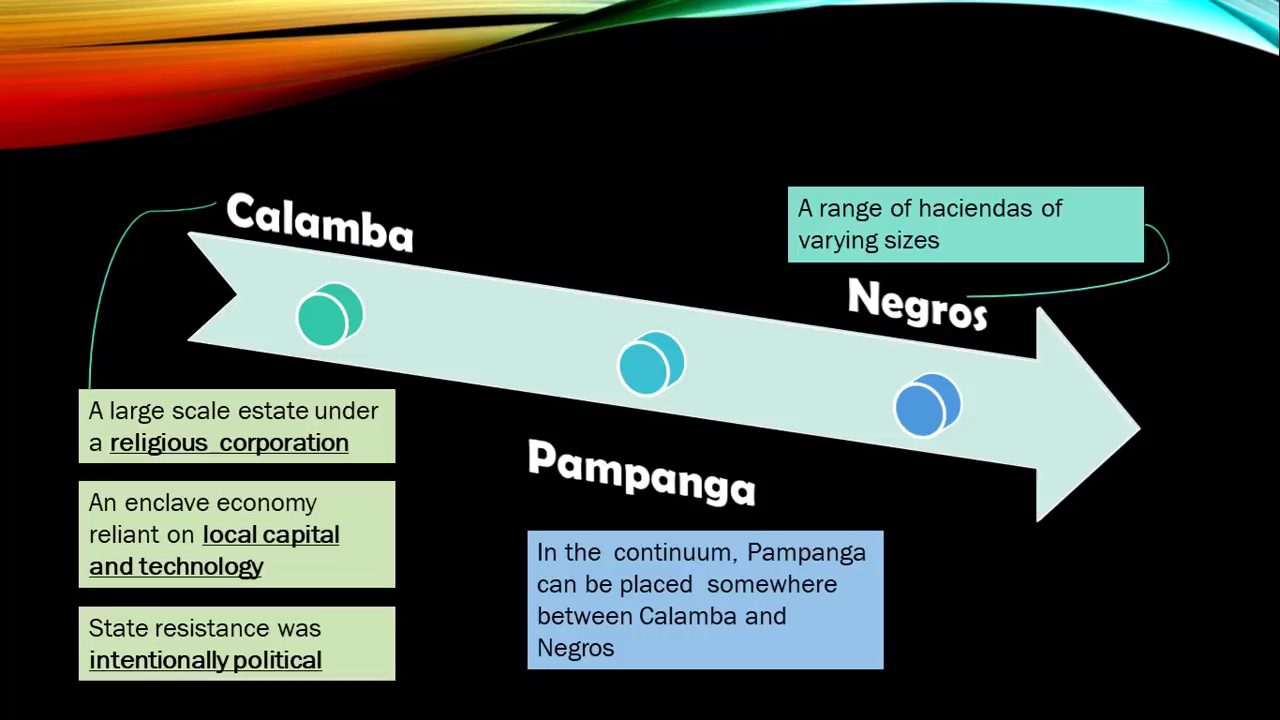 Calamba
A large scale estate under
a religious corporation
An enclave economy
reliant on local capital
and technology
State resistance was
intentionally political
Pampanga
In the continuum, Pampanga
can be placed somewhere
between Calamba and
Negros
A range of haciendas of
varying sizes
Negros